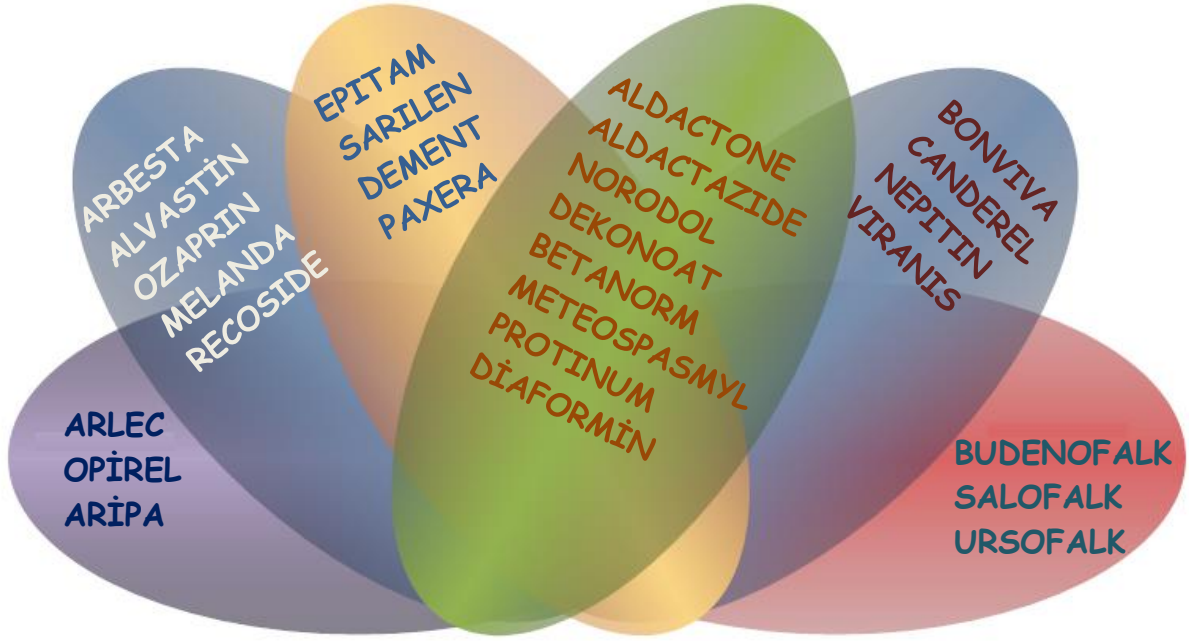 ARBESTA
ALVASTİN
OZAPRIN
MELANDA
RECOSIDE
EPITAM
SARILEN
DEMENT
PAXERA
ALDACTONE
ALDACTAZIDE
NORODOL
DEKONOAT
BETANORM
METEOSPASMYL
PROTINUM
DİAFORMİN
BONVIVA
CANDEREL
NEPITIN
VIRANIS
ARLEC
OPİREL
ARİPA
BUDENOFALK
SALOFALK
URSOFALK